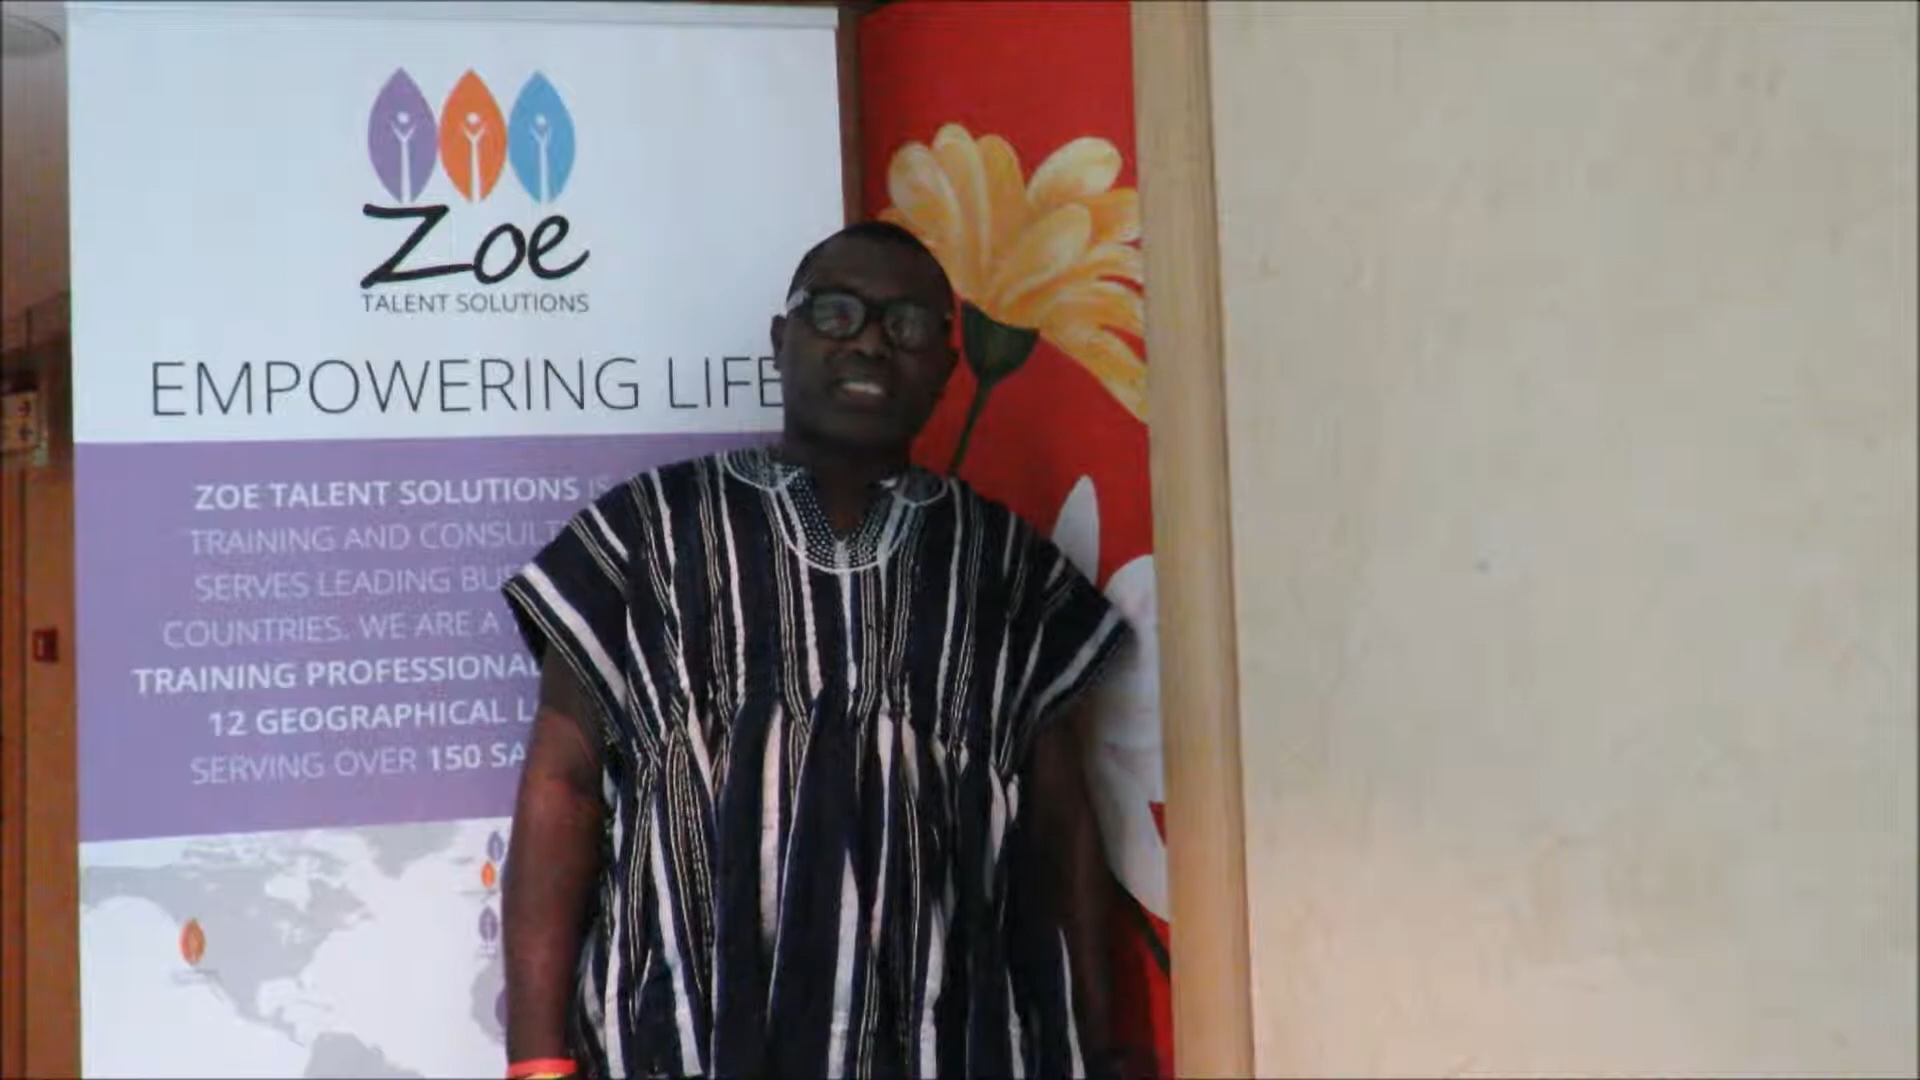 Zoe
TALENT SOLUTIONS
EMPOWERING LIFE
ZOE TALENT SOLUTIONS IS
TRAINING AND CONSULT
SERVES LEADING BU
COUNTRIES. WE ARE A
TRAINING PROFESSIONAL
12 GEOGRAPHICAL L
SERVING OVER 150 SA